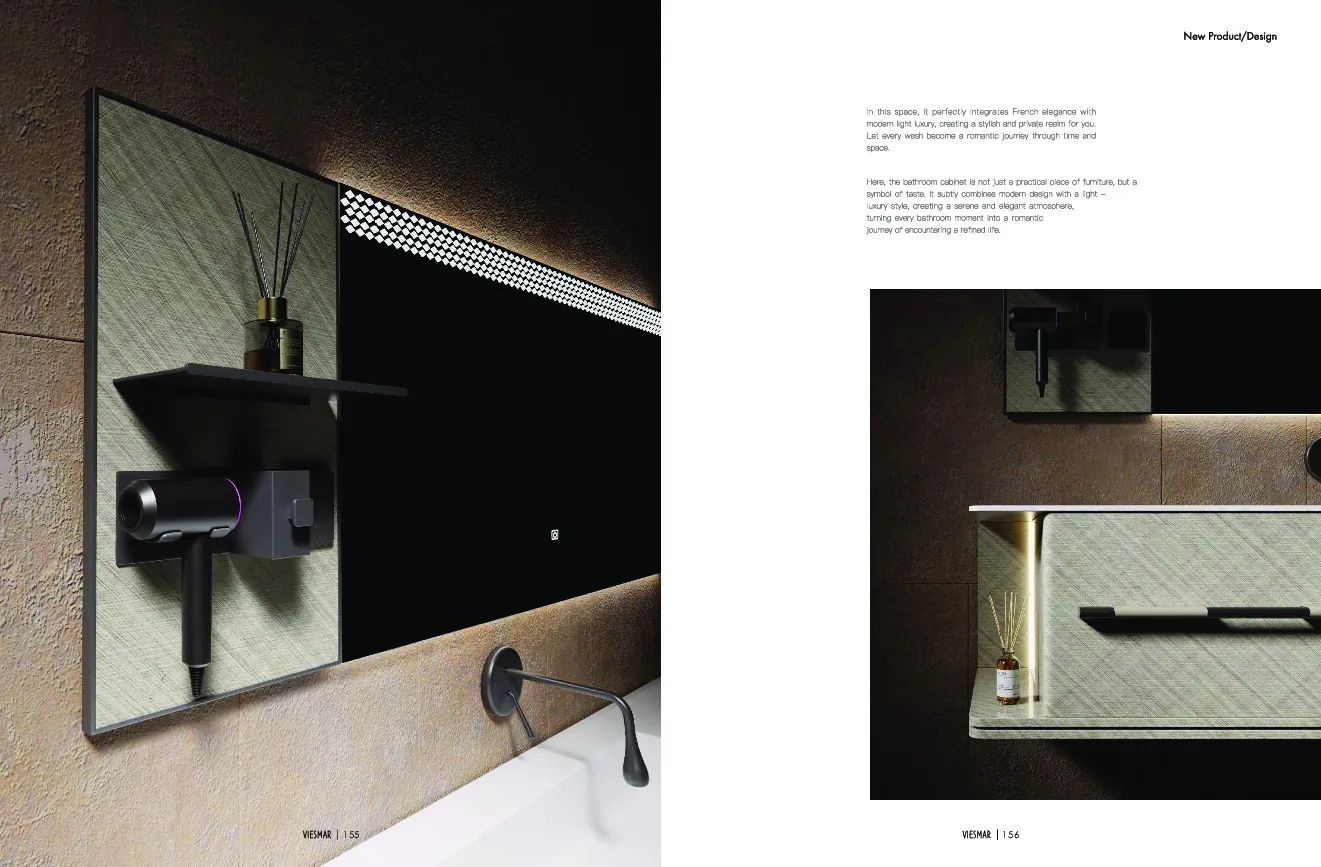 New Product/Design
In this space, it perfectly integrates French elegance with
modern light luxury, creating a stylish and private realm for you.
Let every wash become a romantic journey through time and
space.
Here, the bathroom cabinet is not just a practical piece of furniture, but a
symbol of taste. It subtly combines modern design with a light -
luxury style, creating a serene and elegant atmosphere,
turning every bathroom moment into a romantic
journey of encountering a refined life.
VIESMAR | 155
VIESMAR | 156